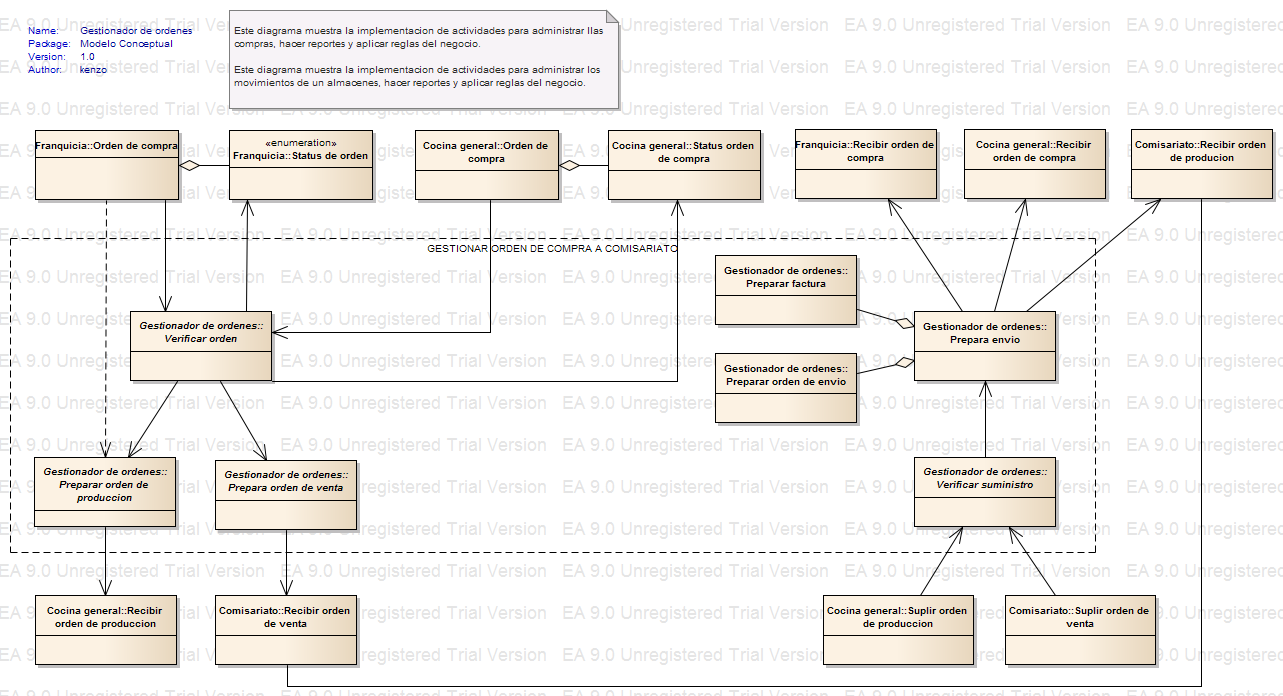 Name: Gestionador de ordenes
Package: Modelo Conceptual
Version: 1.0
Author: kenzo
Este diagrama muestra la implementacion de actividades para administrar llas
compras, hacer reportes y aplicar reglas del negocio.
Este diagrama muestra la implementacion de actividades para administrar los
movimientos de un almacenes, hacer reportes y aplicar reglas del negocio.
Franquicia::Orden de compra
«enumeration»
Franquicia::Status de orden
Cocina general::Orden de
compra
Cocina general::Status orden
de compra
Franquicia::Recibir orden de
compra
Cocina general::Recibir
orden de compra
Comisariato::Recibir orden
de producion
GESTIONAR ORDEN DE COMPRA A COMISARIATO
Gestionador de ordenes::
Preparar factura
Gestionador de ordenes::
Verificar orden
Gestionador de ordenes::
Prepara envio
Gestionador de ordenes::
Preparar orden de envio
Gestionador de ordenes::
Preparar orden de
produccion
Gestionador de ordenes::
Prepara orden de venta
Gestionador de ordenes::
Verificar suministro
Cocina general::Recibir
orden de produccion
Comisariato::Recibir orden
de venta
Cocina general::Suplir orden
de produccion
Comisariato::Suplir orden de
venta
EA 9.0 Unregistered Trial Version